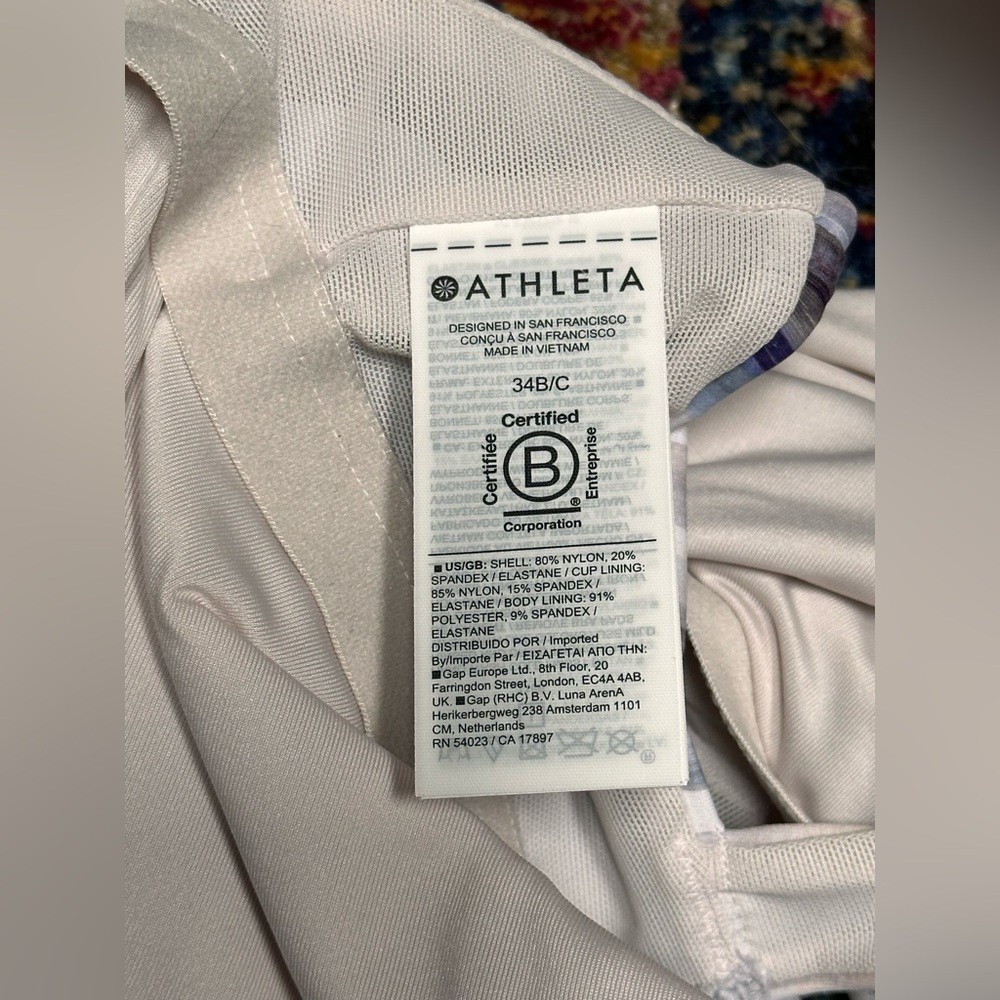 ATHLETA
DESIGNED IN SAN FRANCISCO
CONÇU À SAN FRANCISCO
MADE IN VIETNAM
34B/C
Certified
Certifiée
B
Entreprise
®
Corporation
■ US/GB: SHELL: 80% NYLON, 20%
SPANDEX / ELASTANE / CUP LINING:
85% NYLON, 15% SPANDEX /
ELASTANE / BODY LINING: 91%
POLYESTER, 9% SPANDEX /
ELASTANE
DISTRIBUIDO POR / Imported
By/Importe Par / ΕΙΣΑΓΕΤΑΙ ΑΠΟ ΤΗΝ:
■Gap Europe Ltd., 8th Floor, 20
Farringdon Street, London, EC4A 4AB,
UK. ■Gap (RHC) B.V. Luna ArenA
Herikerbergweg 238 Amsterdam 1101
CM, Netherlands
RN 54023 / CA 17897